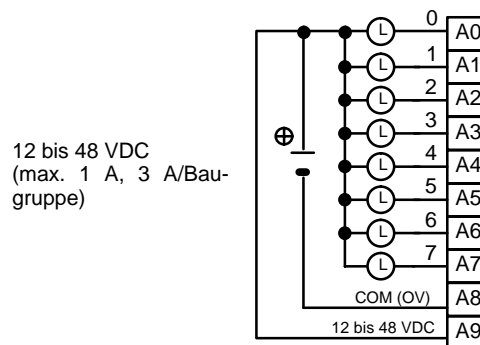 0
L A0
1
L A1
2
L A2
3
L A3
4
L A4
5
L A5
6
L A6
7
L A7
COM (OV) A8
12 bis 48 VDC A9
12 bis 48 VDC
(max. 1 A, 3 A/Bau-
gruppe)